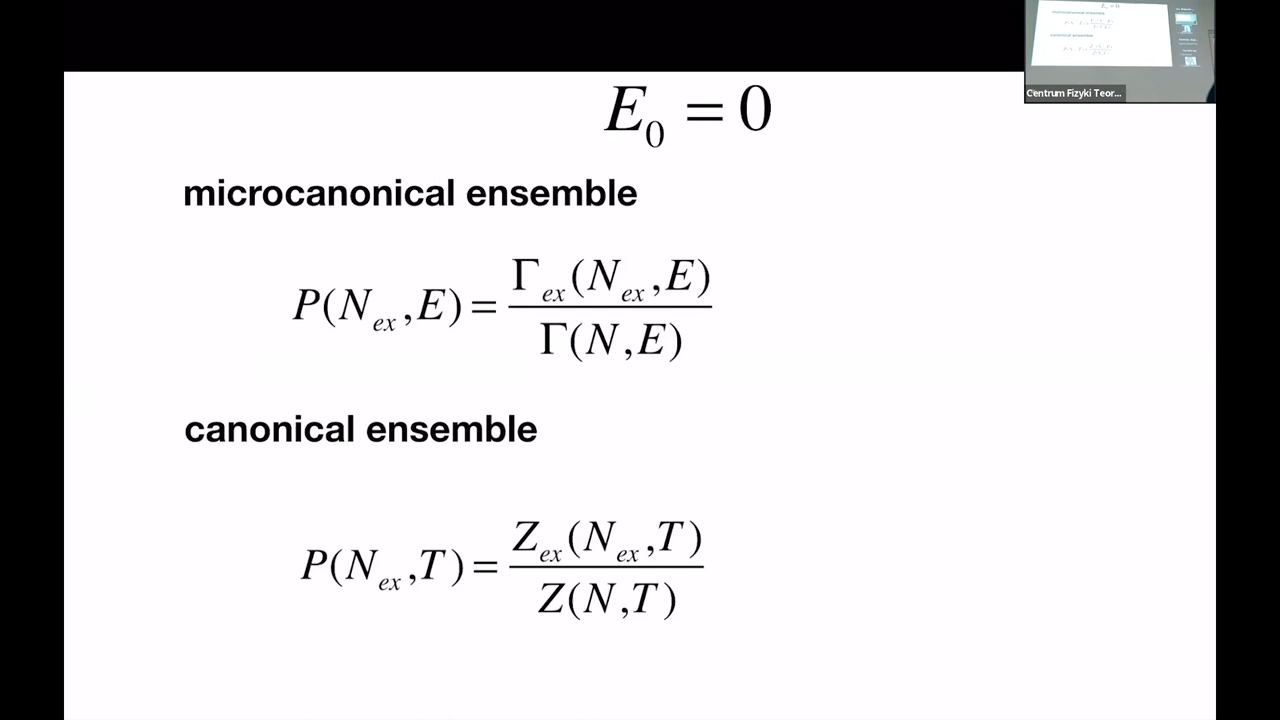 E₀ = 0
microcanonical ensemble
P(N_ex, E) = Γ_ex(N_ex, E) / Γ(N, E)
canonical ensemble
P(N_ex, T) = Z_ex(N_ex, T) / Z(N, T)
Centrum Fizyki Teor...